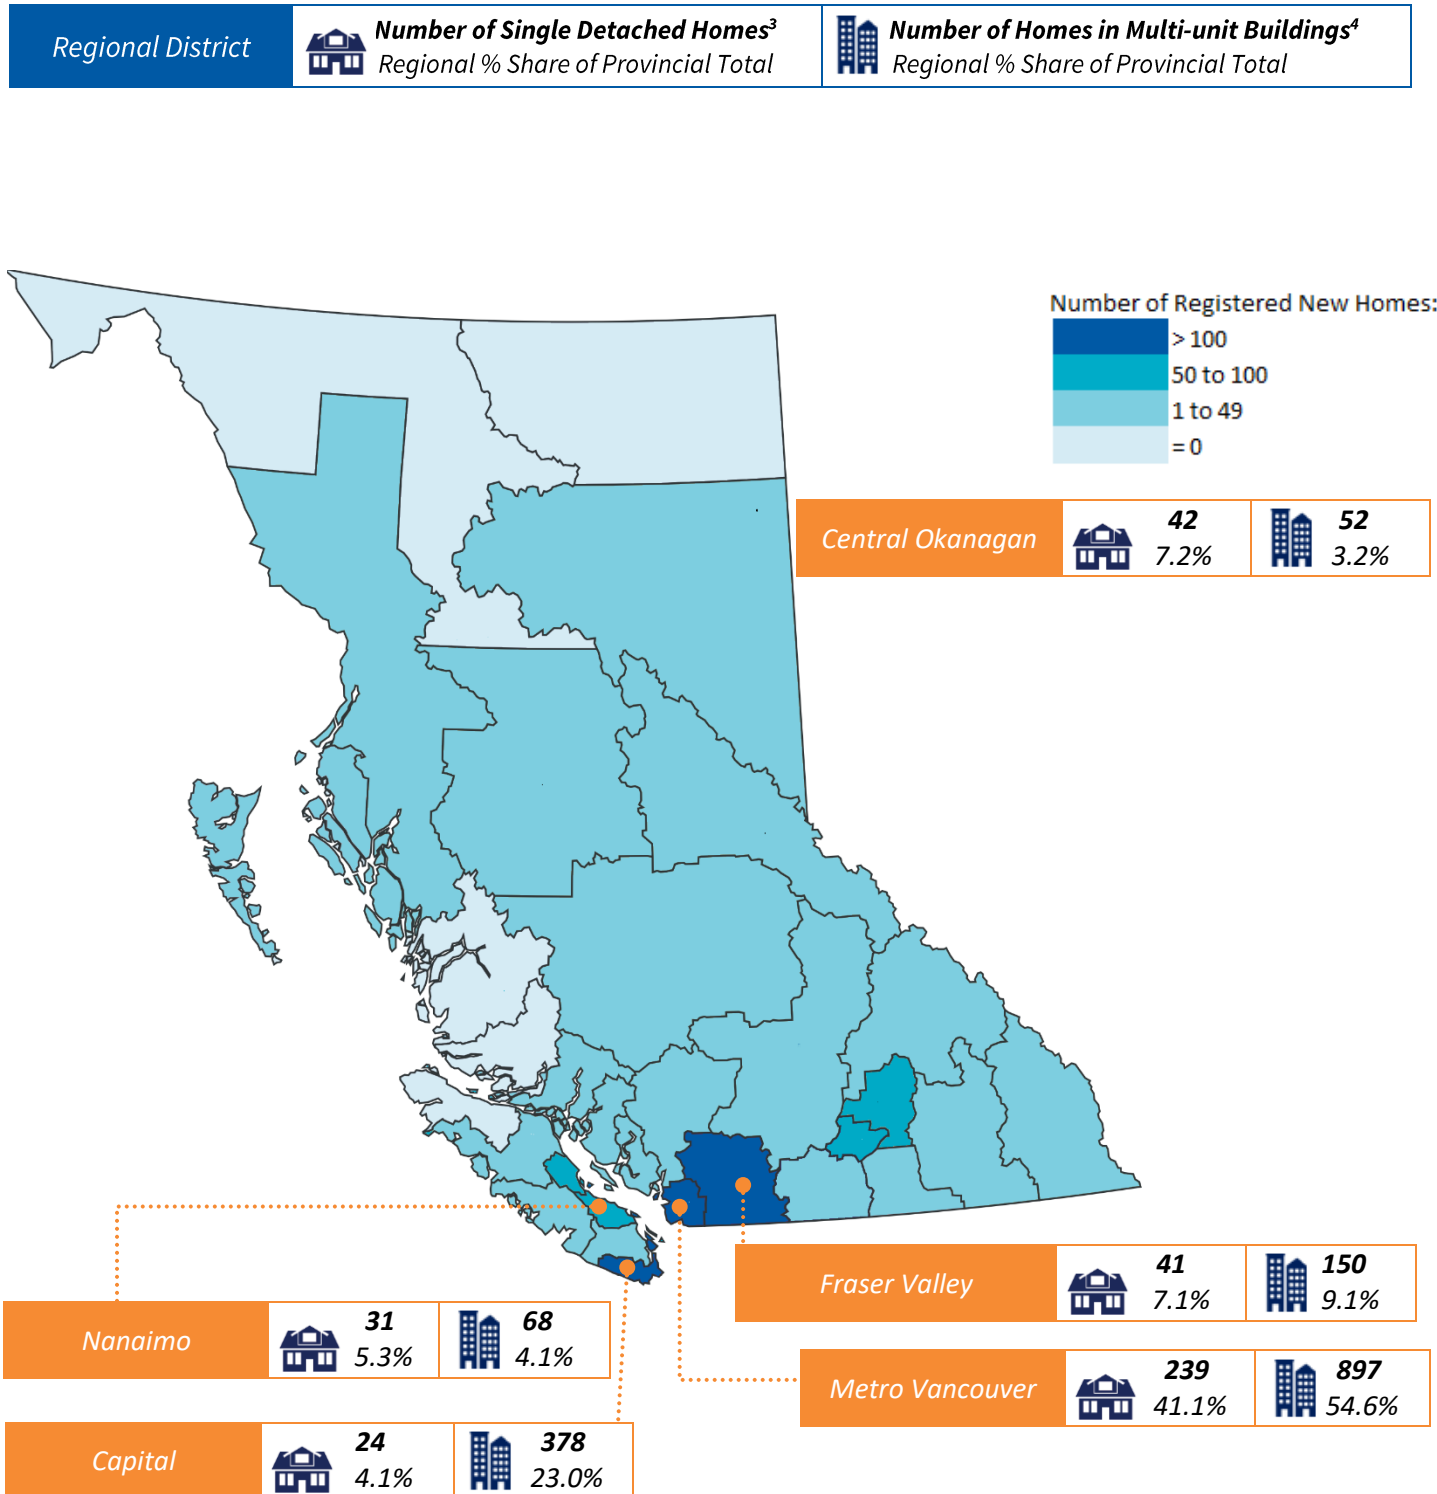 Regional District
Number of Single Detached Homes³
Regional % Share of Provincial Total
Number of Homes in Multi-unit Buildings⁴
Regional % Share of Provincial Total
Number of Registered New Homes:
> 100
50 to 100
1 to 49
= 0
Central Okanagan
42
7.2%
52
3.2%
Fraser Valley
41
7.1%
150
9.1%
Nanaimo
31
5.3%
68
4.1%
Metro Vancouver
239
41.1%
897
54.6%
Capital
24
4.1%
378
23.0%